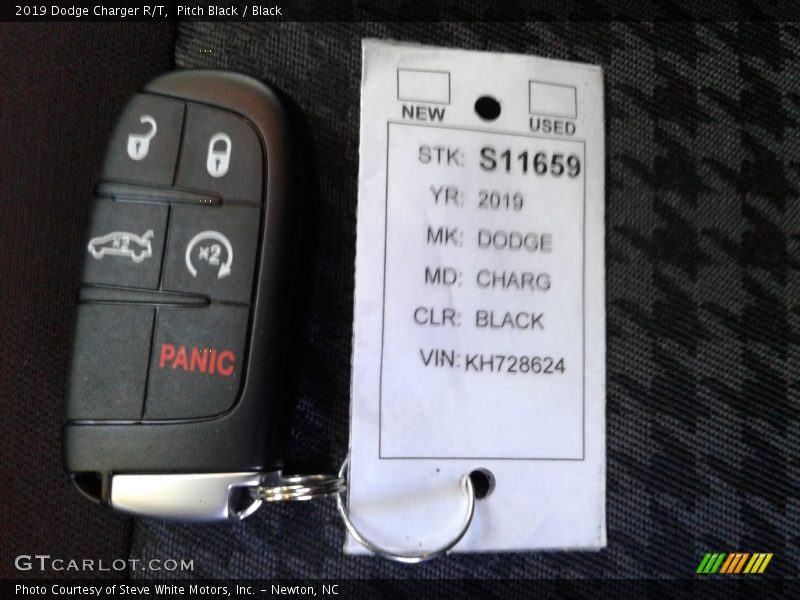 2019 Dodge Charger R/T, Pitch Black / Black
NEW
USED
STK: S11659
YR: 2019
MK: DODGE
MD: CHARG
CLR: BLACK
VIN: KH728624
x2
x2
PANIC
GTCARLOT.COM
Photo Courtesy of Steve White Motors, Inc. – Newton, NC